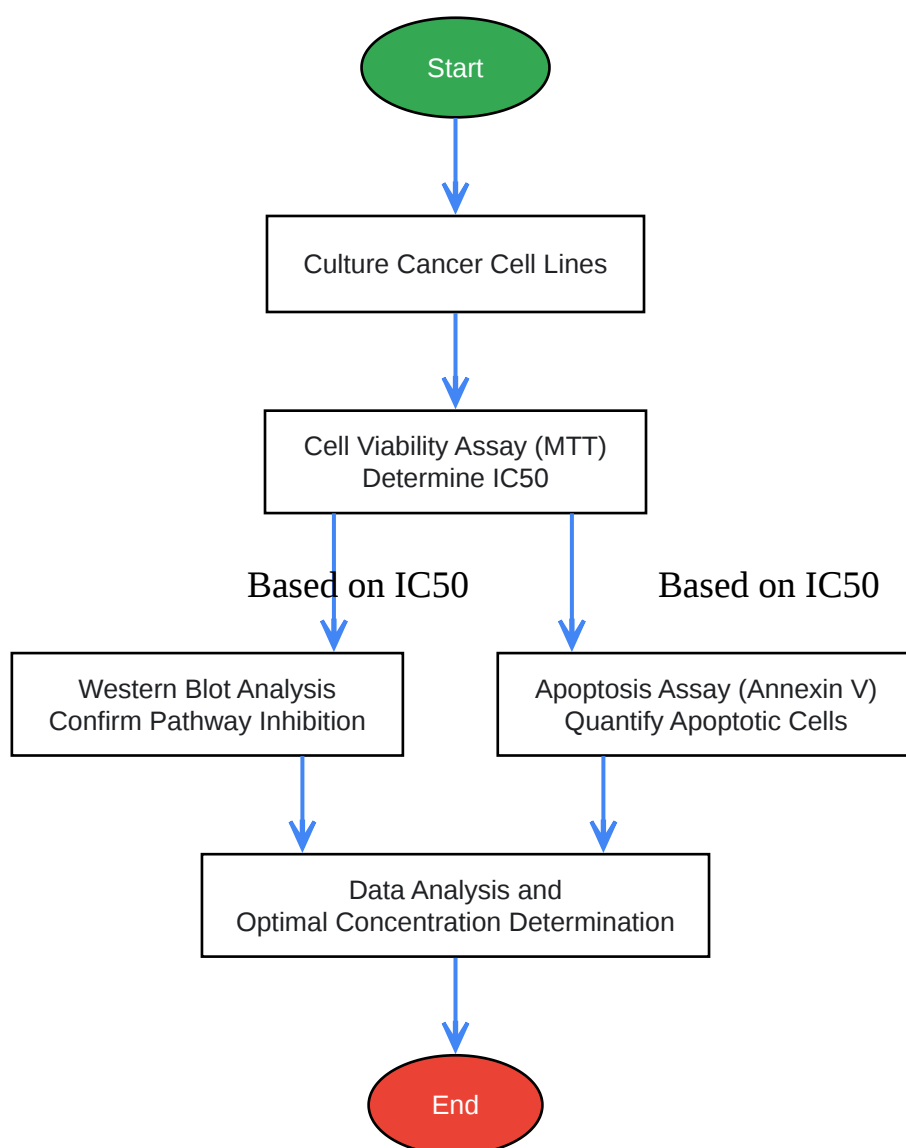 Start
Culture Cancer Cell Lines
Cell Viability Assay (MTT)
Determine IC50
Based on IC50
Based on IC50
Western Blot Analysis
Confirm Pathway Inhibition
Apoptosis Assay (Annexin V)
Quantify Apoptotic Cells
Data Analysis and
Optimal Concentration Determination
End